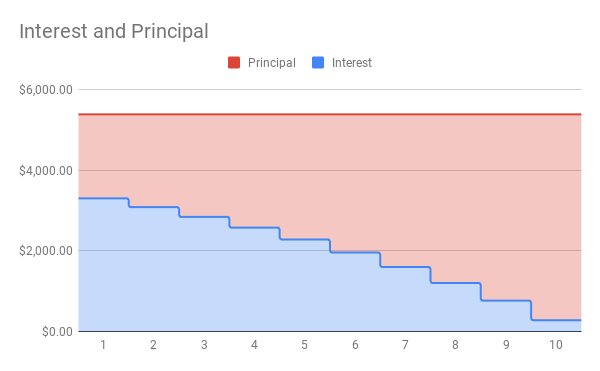 Interest and Principal
Principal Interest
$6,000.00
$4,000.00
$2,000.00
$0.00
1 2 3 4 5 6 7 8 9 10